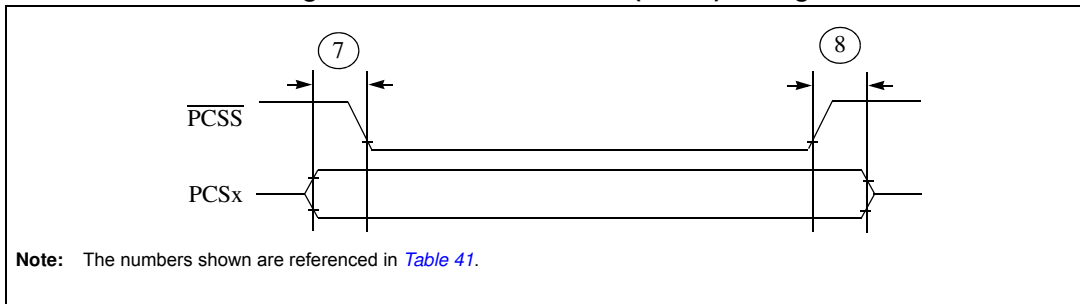 7
8
PCSS
PCSx
Note: The numbers shown are referenced in Table 41.